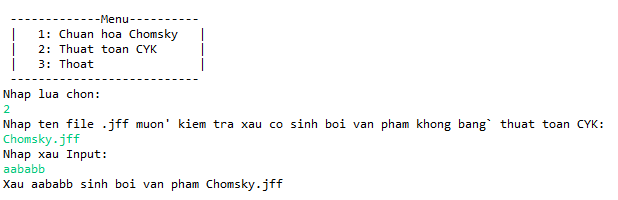 -------------Menu----------
|   1: Chuan hoa Chomsky   |
|   2: Thuat toan CYK      |
|   3: Thoat               |
---------------------------
Nhap lua chon:
2
Nhap ten file .jff muon' kiem tra xau co sinh boi van pham khong bang` thuat toan CYK:
Chomsky.jff
Nhap xau Input:
aababb
Xau aababb sinh boi van pham Chomsky.jff